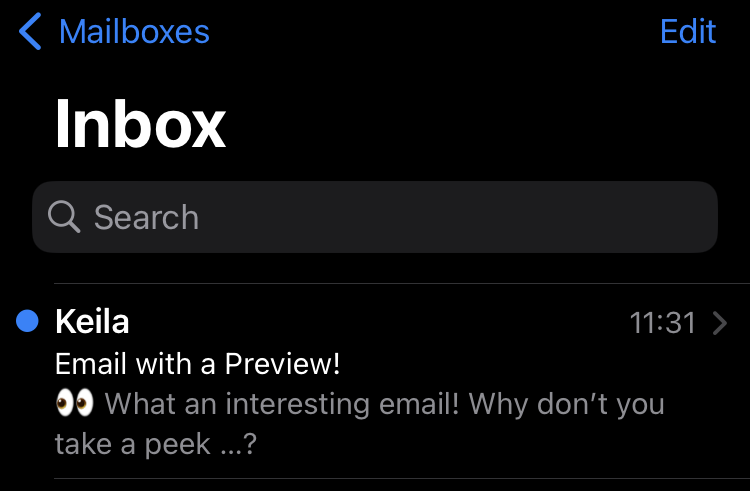 Mailboxes
Edit
Inbox
Search
Keila
11:31
Email with a Preview!
👀 What an interesting email! Why don’t you
take a peek ...?